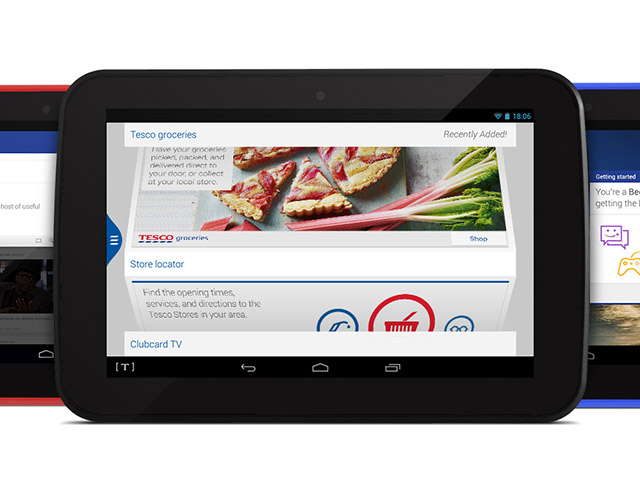 18.06
Tesco groceries
Recently Added!
Have your groceries
picked, packed, and
delivered direct to
your door, or collect
at your local store.
TESCO groceries
Shop
Store locator
Find the opening times,
services, and directions to the
Tesco Stores in your area.
Clubcard TV
[T]
host of useful
Getting started
You're a Be
getting the